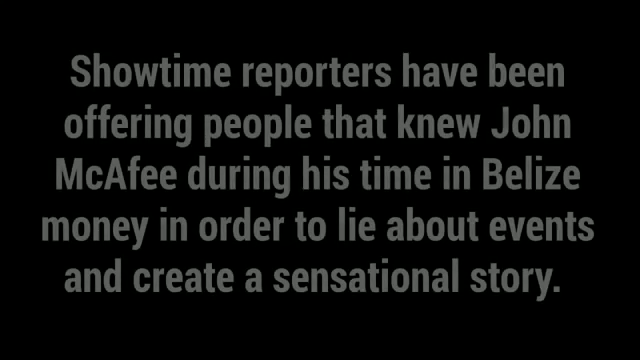 Showtime reporters have been
offering people that knew John
McAfee during his time in Belize
money in order to lie about events
and create a sensational story.